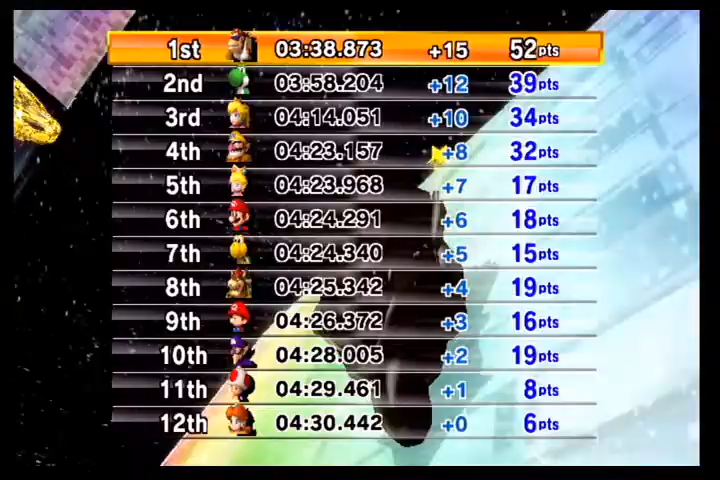 1st 03:38.873 +15 52pts
2nd 03:58.204 +12 39pts
3rd 04:14.051 +10 34pts
4th 04:23.157 +8 32pts
5th 04:23.968 +7 17pts
6th 04:24.291 +6 18pts
7th 04:24.340 +5 15pts
8th 04:25.342 +4 19pts
9th 04:26.372 +3 16pts
10th 04:28.005 +2 19pts
11th 04:29.461 +1 8pts
12th 04:30.442 +0 6pts